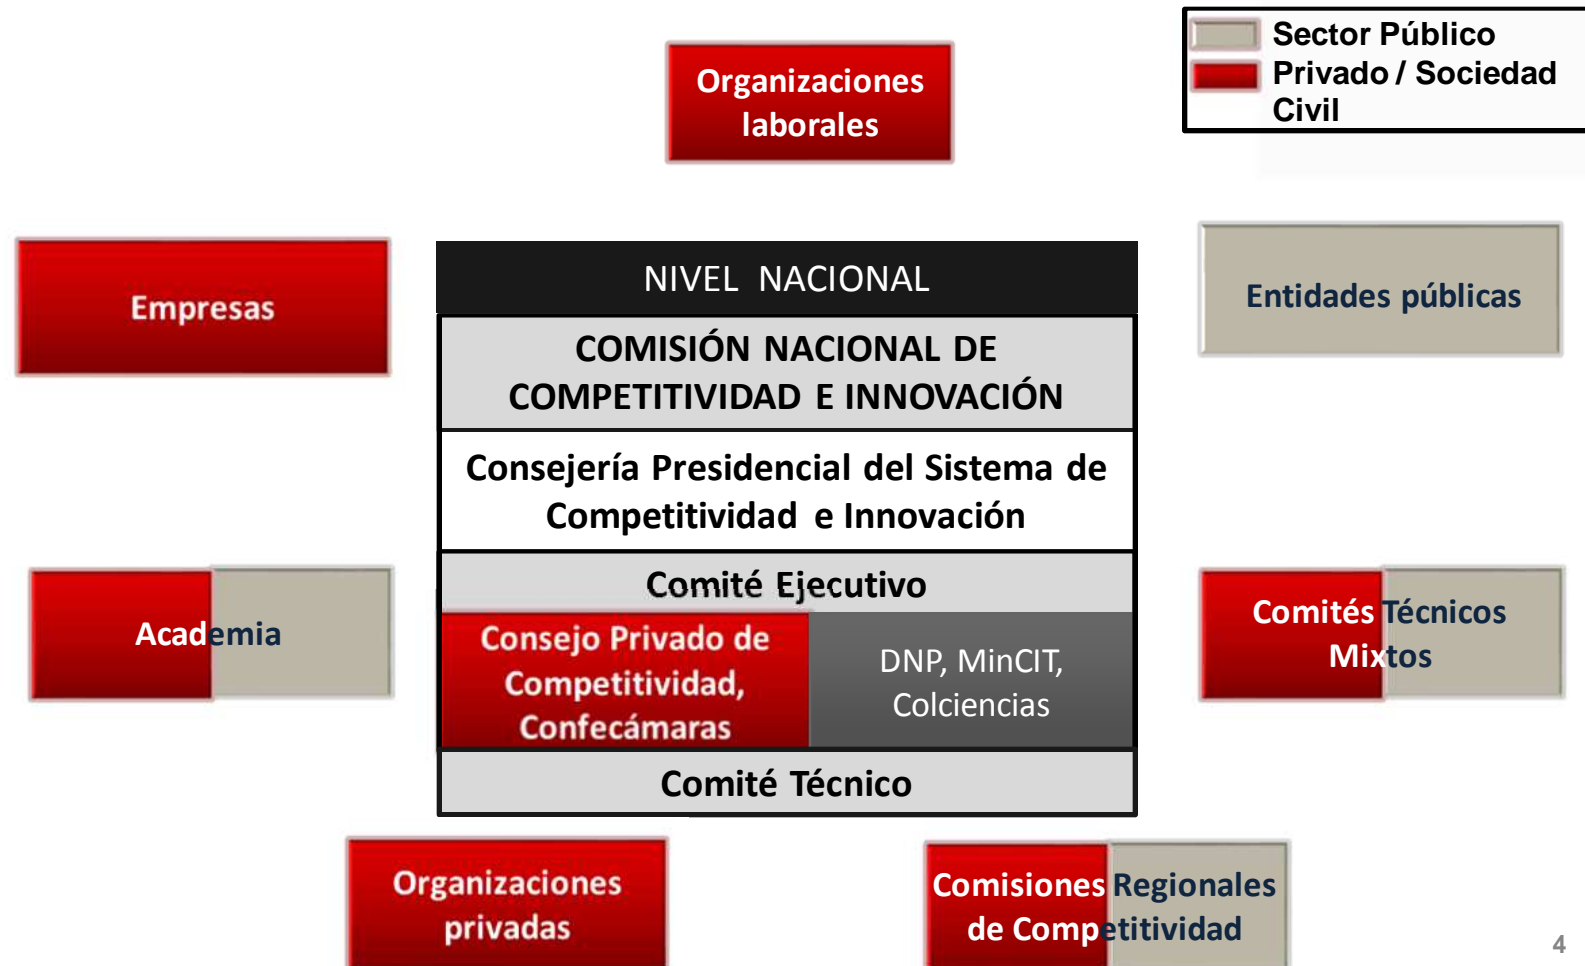 Sector Público
Privado / Sociedad
Civil
Organizaciones
laborales
Empresas
NIVEL NACIONAL
Entidades públicas
COMISIÓN NACIONAL DE
COMPETITIVIDAD E INNOVACIÓN
Consejería Presidencial del Sistema de
Competitividad e Innovación
Comité Ejecutivo
Academia
Consejo Privado de
Competitividad,
Confecámaras
DNP, MinCIT,
Colciencias
Comités Técnicos
Mixtos
Comité Técnico
Organizaciones
privadas
Comisiones Regionales
de Competitividad
4